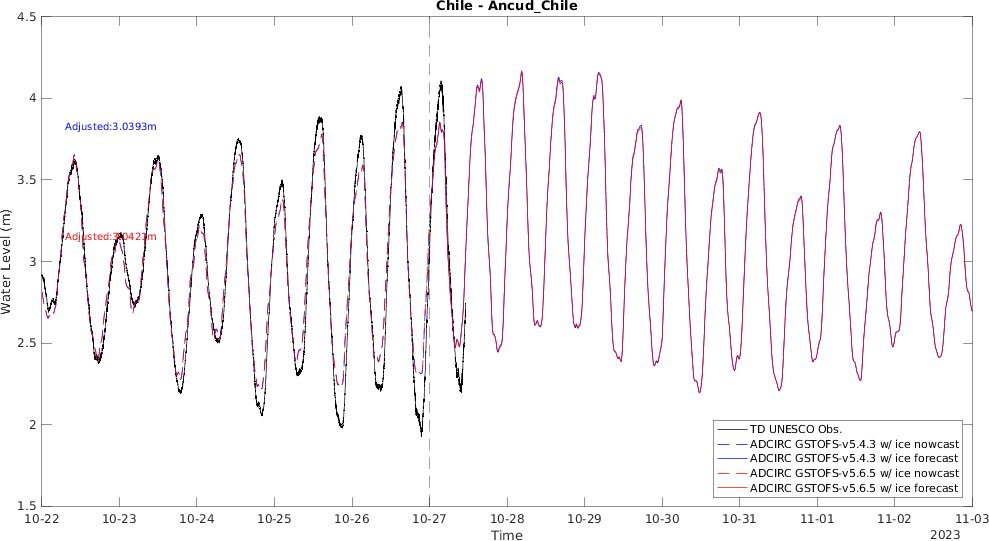 Chile - Ancud_Chile
4.5
4
3.5
3
2.5
2
1.5
Water Level (m)
Adjusted:3.0393m
Adjusted:3.0421m
TD UNESCO Obs.
ADCIRC GSTOFS-v5.4.3 w/ ice nowcast
ADCIRC GSTOFS-v5.4.3 w/ ice forecast
ADCIRC GSTOFS-v5.6.5 w/ ice nowcast
ADCIRC GSTOFS-v5.6.5 w/ ice forecast
10-22 10-23 10-24 10-25 10-26 10-27 10-28 10-29 10-30 10-31 11-01 11-02 11-03
Time
2023